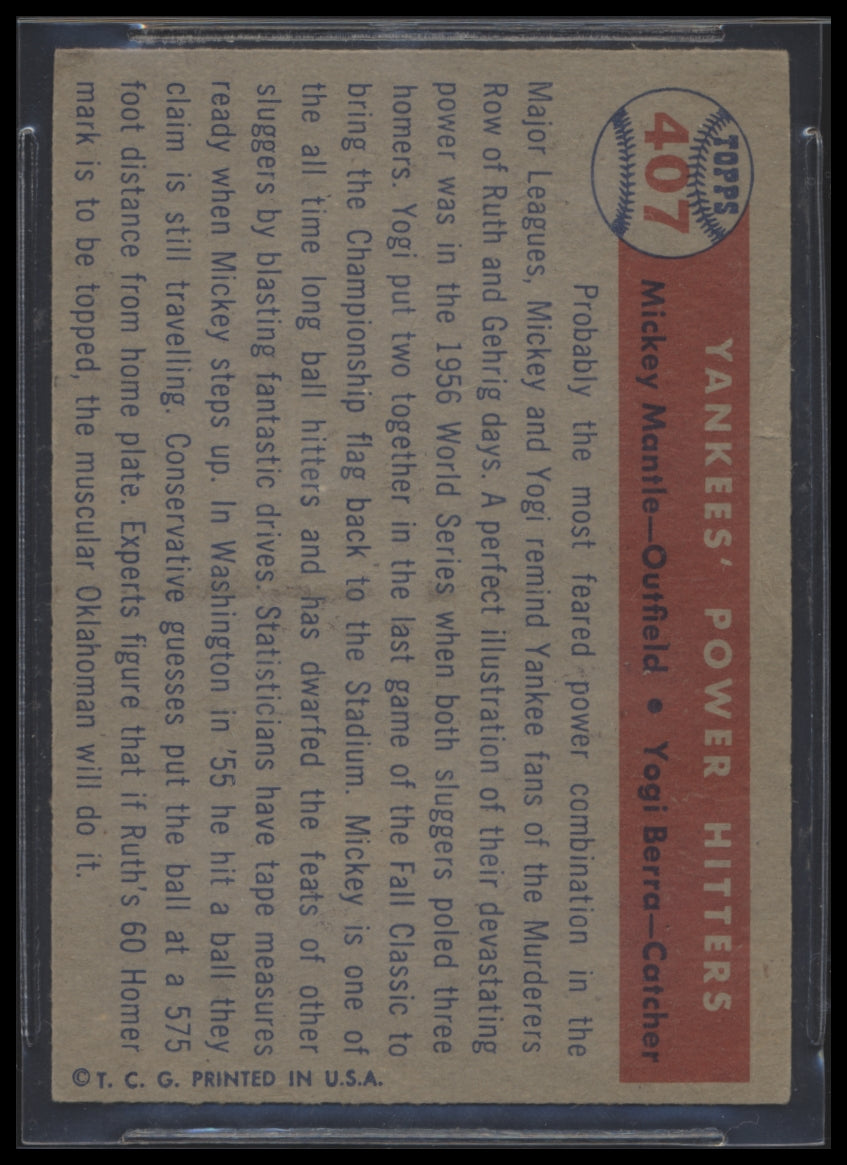 TOPPS
407
YANKEES' POWER HITTERS
Mickey Mantle—Outfield • Yogi Berra—Catcher
Probably the most feared power combination in the
Major Leagues, Mickey and Yogi remind Yankee fans of the Murderers
Row of Ruth and Gehrig days. A perfect illustration of their devastating
power was in the 1956 World Series when both sluggers poled three
homers. Yogi put two together in the last game of the Fall Classic to
bring the Championship flag back to the Stadium. Mickey is one of
the all time long ball hitters and has dwarfed the feats of other
sluggers by blasting fantastic drives. Statisticians have tape measures
ready when Mickey steps up. In Washington in '55 he hit a ball they
claim is still travelling. Conservative guesses put the ball at a 575
foot distance from home plate. Experts figure that if Ruth's 60 Homer
mark is to be topped, the muscular Oklahoman will do it.
© T. C. G. PRINTED IN U.S.A.